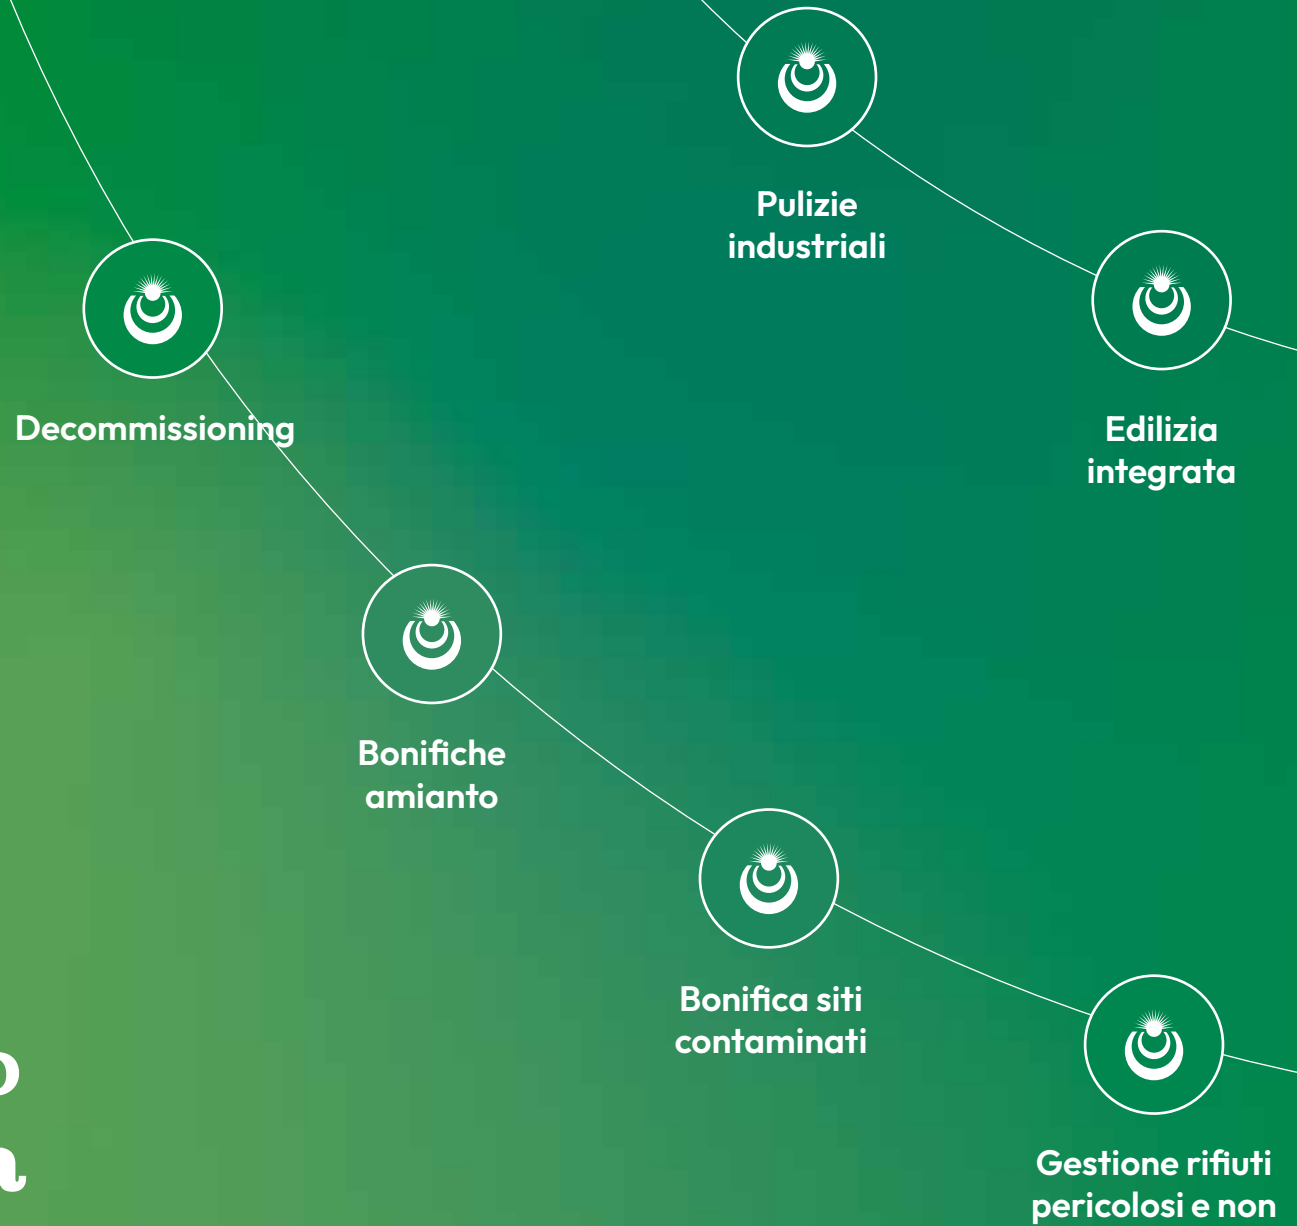 Pulizie
industriali
Decommissioning
Edilizia
integrata
Bonifiche
amianto
Bonifica siti
contaminati
Gestione rifiuti
pericolosi e non